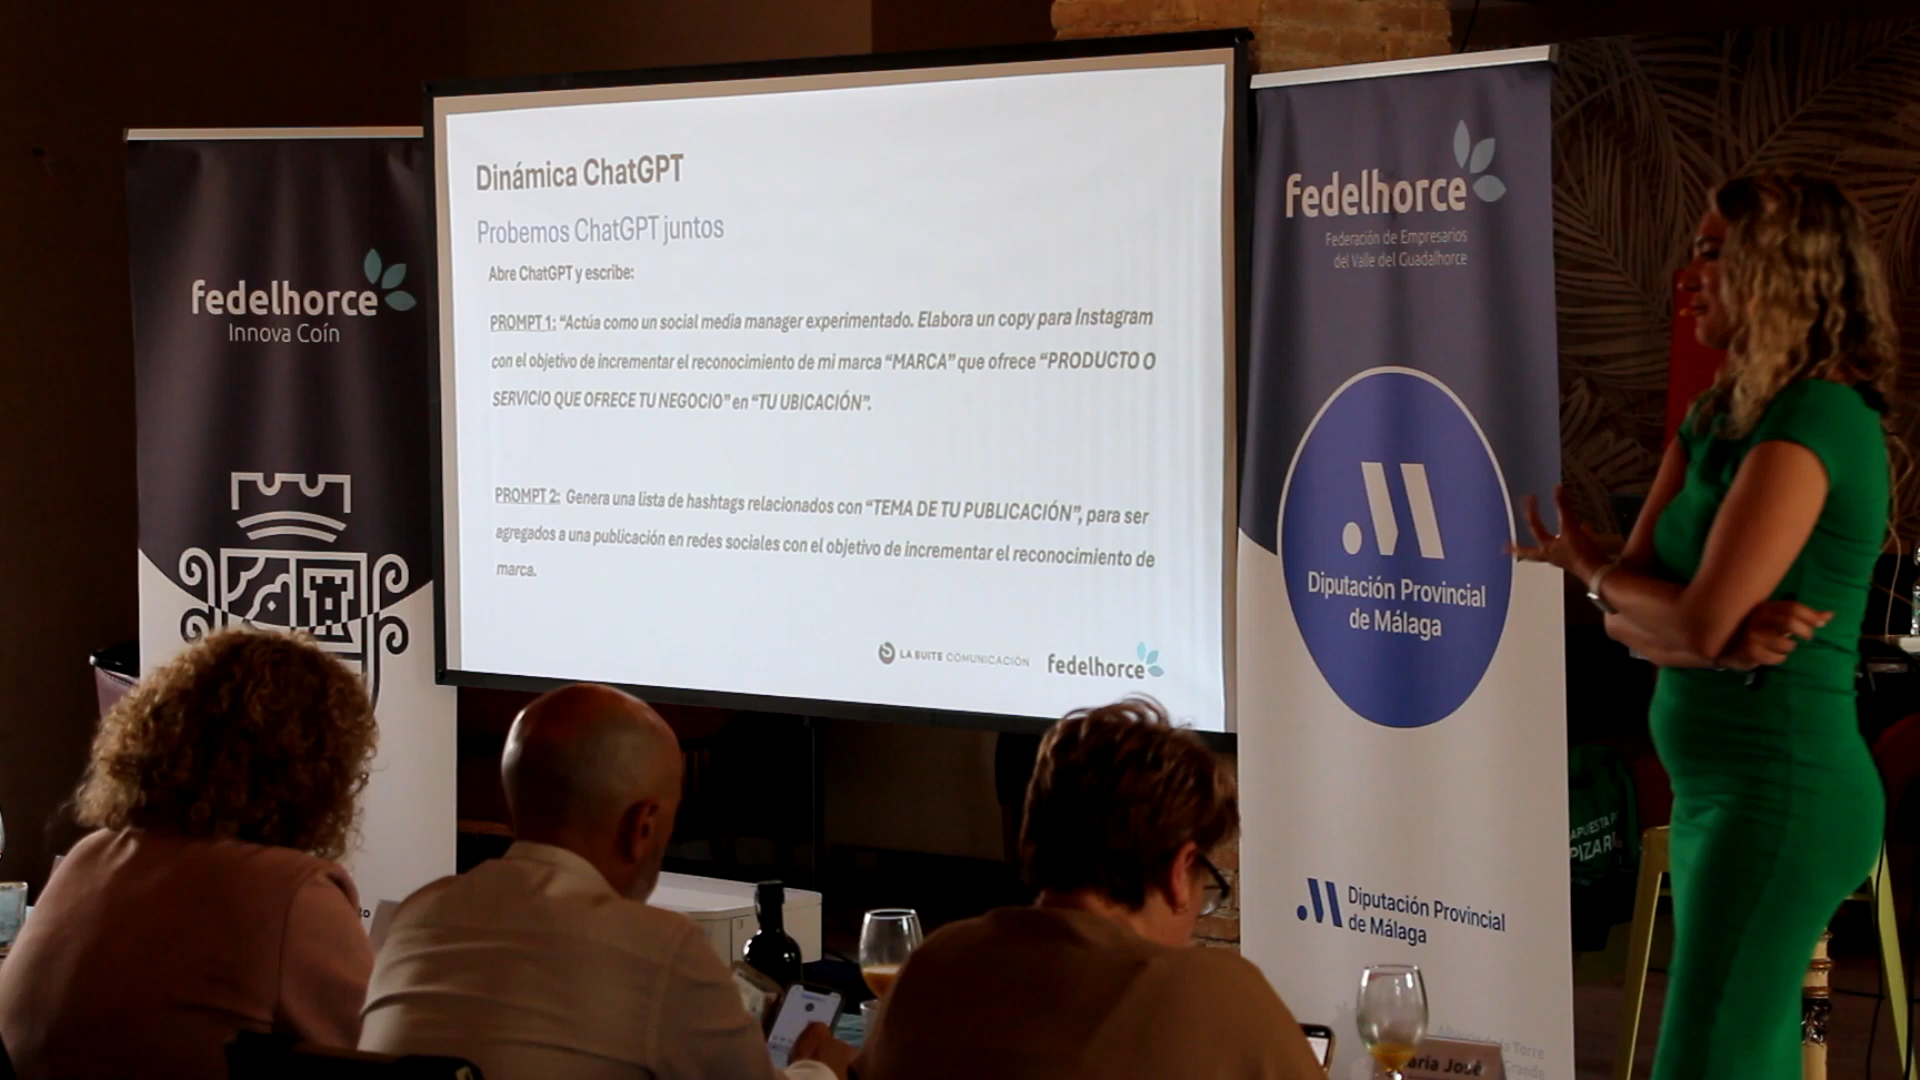 fedelhorce
Innova Coín
Dinámica ChatGPT
Probemos ChatGPT juntos
Abre ChatGPT y escribe:
PROMPT 1: “Actúa como un social media manager experimentado. Elabora un copy para Instagram
con el objetivo de incrementar el reconocimiento de mi marca “MARCA” que ofrece “PRODUCTO O
SERVICIO QUE OFRECE TU NEGOCIO” en “TU UBICACIÓN”.
PROMPT 2: Genera una lista de hashtags relacionados con “TEMA DE TU PUBLICACIÓN”, para ser
agregados a una publicación en redes sociales con el objetivo de incrementar el reconocimiento de
marca.
LA SUITE COMUNICACIÓN
fedelhorce
fedelhorce
Federación de Empresarios
del Valle del Guadalhorce
Diputación Provincial
de Málaga
Diputación Provincial
de Málaga
Torre
María José